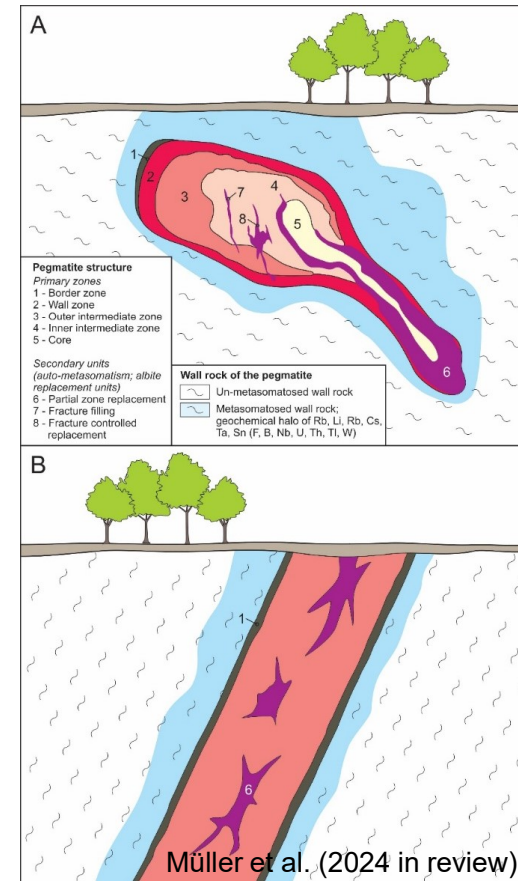 A
1
2
3
4
7
8
5
6
Pegmatite structure
Primary zones
1 - Border zone
2 - Wall zone
3 - Outer intermediate zone
4 - Inner intermediate zone
5 - Core
Secondary units
(auto-metasomatism; albite
replacement units)
6 - Partial zone replacement
7 - Fracture filling
8 - Fracture controlled
replacement
Wall rock of the pegmatite
Un-metasomatosed wall rock
Metasomatosed wall rock;
geochemical halo of Rb, Li, Rb, Cs,
Ta, Sn (F, B, Nb, U, Th, Tl, W)
B
1
6
Müller et al. (2024 in review)